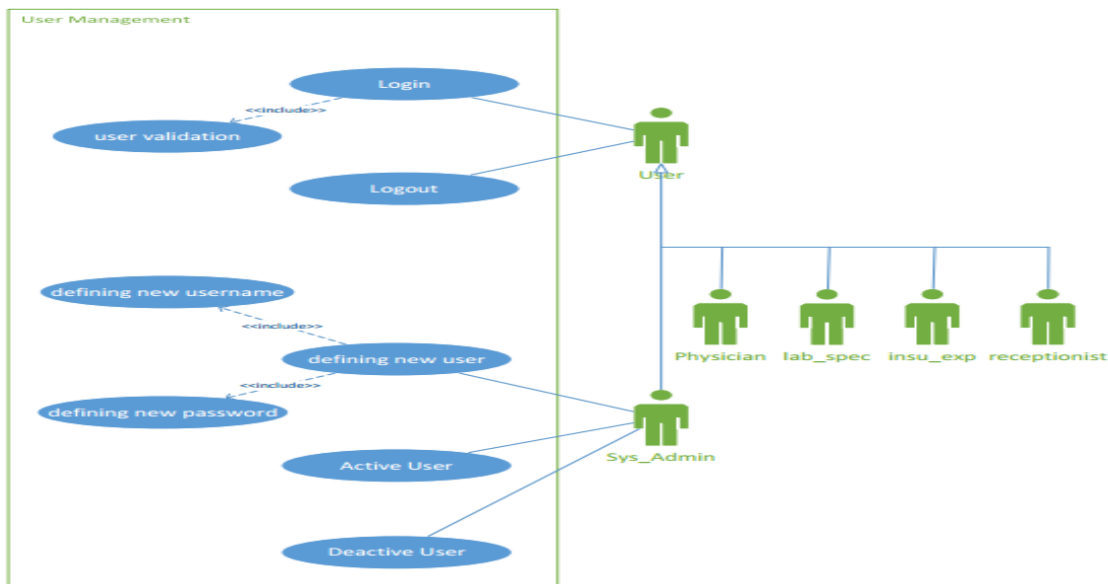 User Management
Login
<<include>>
user validation
User
Logout
defining new username
<<include>>
Physician
lab_spec
insu_exp
receptionist
defining new user
<<include>>
defining new password
Sys_Admin
Active User
Deactive User